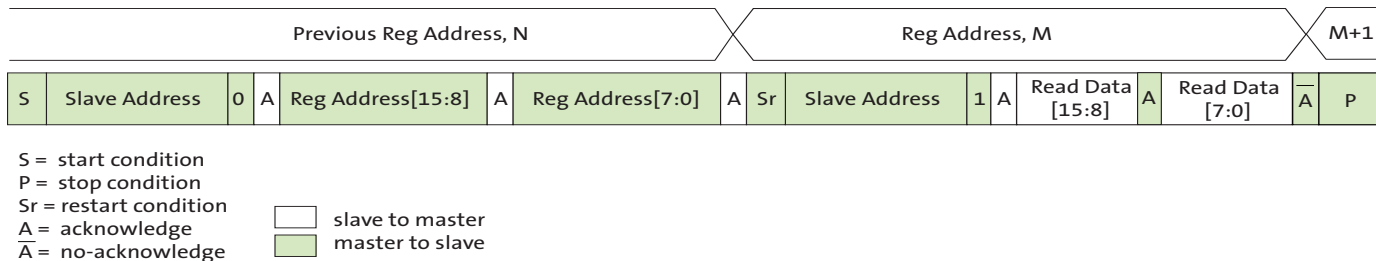 Previous Reg Address, N Reg Address, M M+1
S Slave Address 0 A Reg Address[15:8] A Reg Address[7:0] A Sr Slave Address 1 A Read Data [15:8] A Read Data [7:0] A̅ P
S = start condition
P = stop condition
Sr = restart condition
A = acknowledge
A̅ = no-acknowledge
slave to master
master to slave